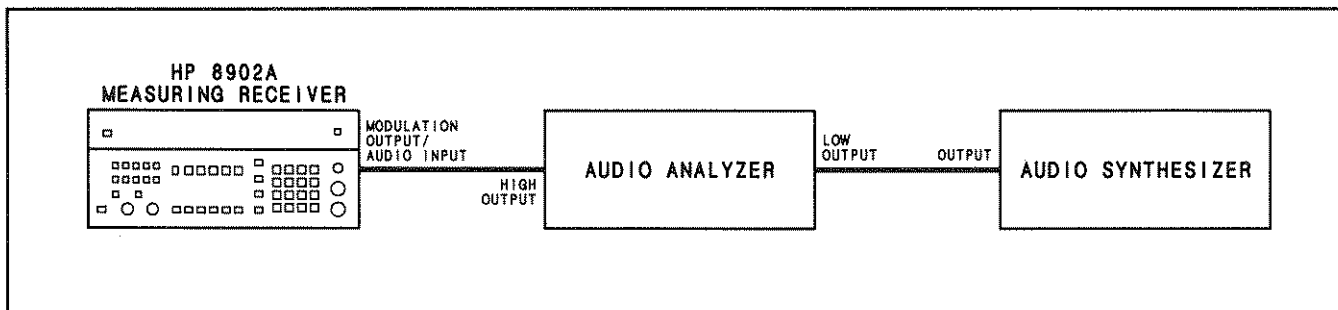 HP 8902A
MEASURING RECEIVER
MODULATION
OUTPUT/
AUDIO INPUT
HIGH
OUTPUT
AUDIO ANALYZER
LOW
OUTPUT
OUTPUT
AUDIO SYNTHESIZER